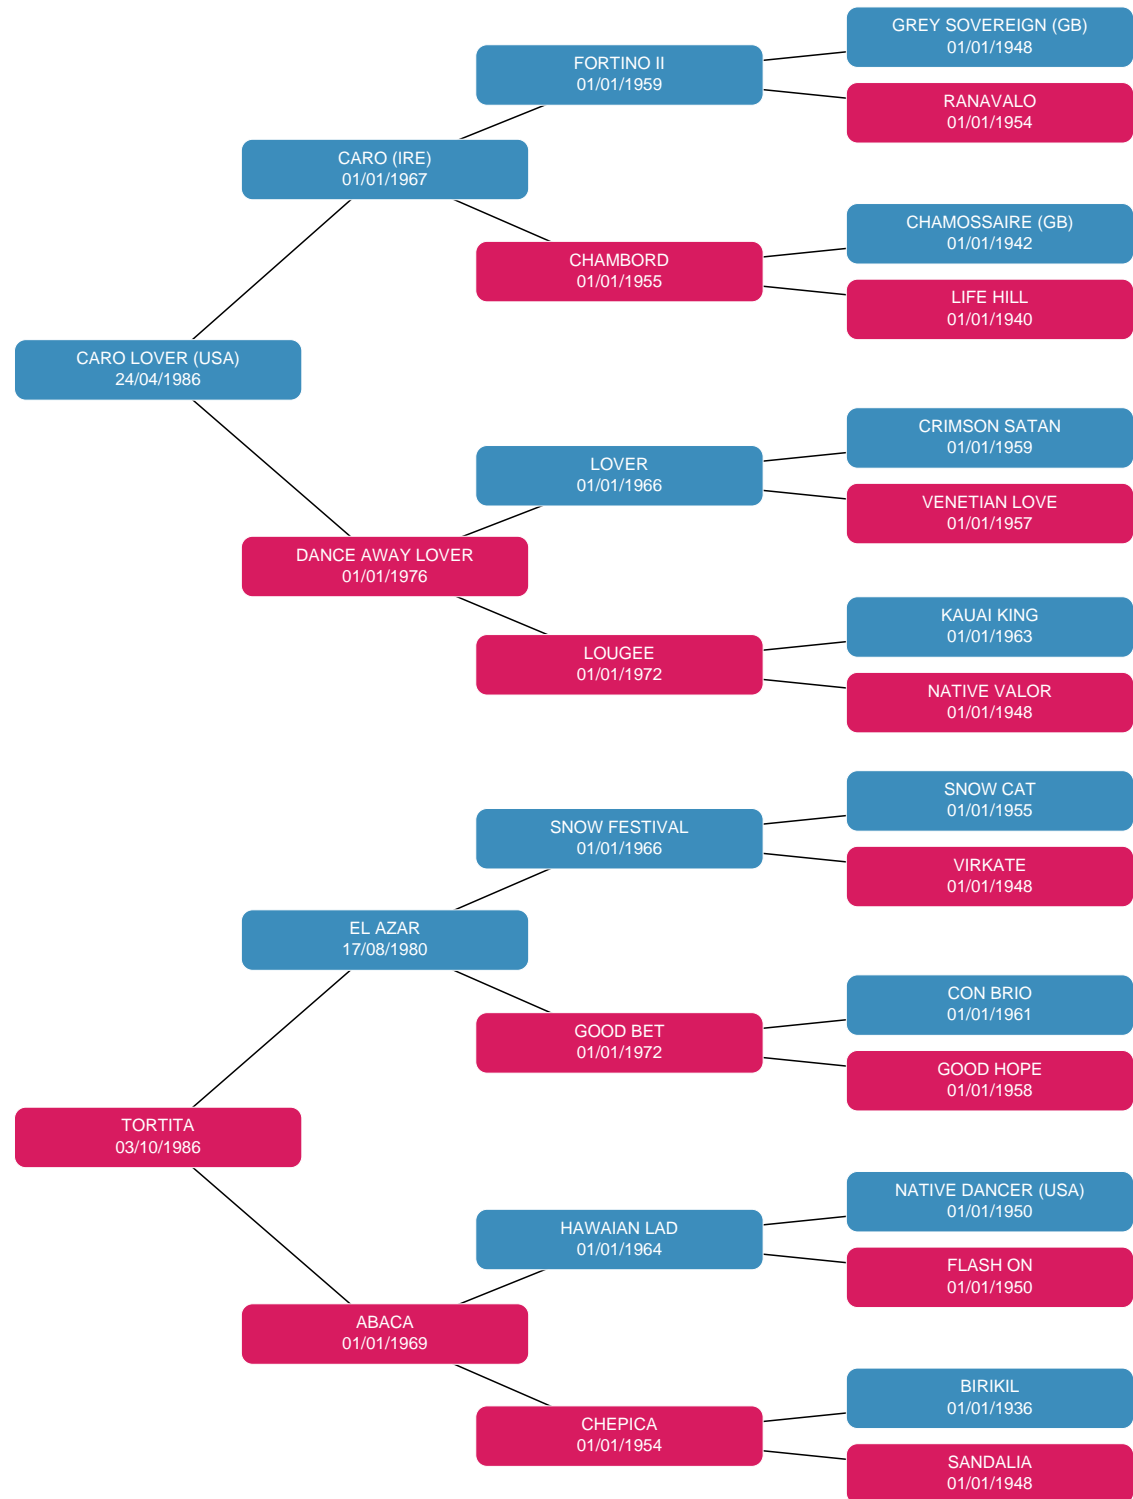 GREY SOVEREIGN (GB)
01/01/1948
FORTINO II
01/01/1959
RANAVALO
01/01/1954
CARO (IRE)
01/01/1967
CHAMOSSAIRE (GB)
01/01/1942
CHAMBORD
01/01/1955
LIFE HILL
01/01/1940
CARO LOVER (USA)
24/04/1986
CRIMSON SATAN
01/01/1959
LOVER
01/01/1966
VENETIAN LOVE
01/01/1957
DANCE AWAY LOVER
01/01/1976
KAUAI KING
01/01/1963
LOUGEE
01/01/1972
NATIVE VALOR
01/01/1948
SNOW CAT
01/01/1955
SNOW FESTIVAL
01/01/1966
VIRKATE
01/01/1948
EL AZAR
17/08/1980
CON BRIO
01/01/1961
GOOD BET
01/01/1972
GOOD HOPE
01/01/1958
TORTITA
03/10/1986
NATIVE DANCER (USA)
01/01/1950
HAWAIAN LAD
01/01/1964
FLASH ON
01/01/1950
ABACA
01/01/1969
BIRIKIL
01/01/1936
CHEPICA
01/01/1954
SANDALIA
01/01/1948